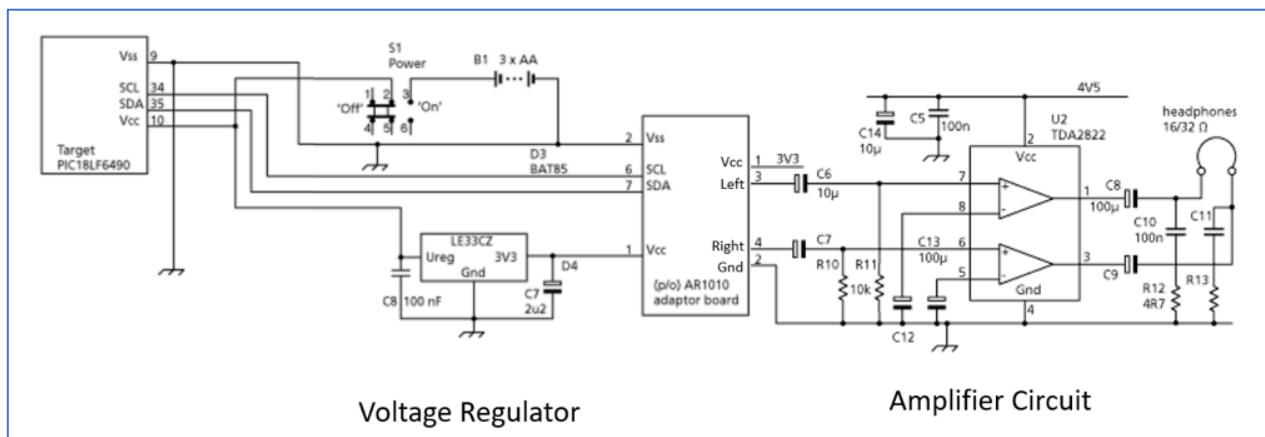 Vss 9
SCL 34
SDA 35
Vcc 10
Target
PIC18LF6490
S1
Power
'Off' 'On'
1 2 3
4 5 6
B1 3 x AA
D3
BAT85
LE33CZ
Ureg 3V3
Gnd
C8 100 nF
C7
2u2
D4
2 Vss
6 SCL
7 SDA
1 Vcc
Vcc 1 3V3
Left 3
Right 4
Gnd 2
(p/o) AR1010
adaptor board
C6
10µ
C7
R10 R11
10k
C13
100µ
C12
4V5
C14
10µ
C5
100n
U2
TDA2822
2
Vcc
7 +
8 -
6 +
5 -
1
3
Gnd
4
C8
100µ
C9
C10
100n
C11
R12
4R7
R13
headphones
16/32 Ω
Voltage Regulator
Amplifier Circuit